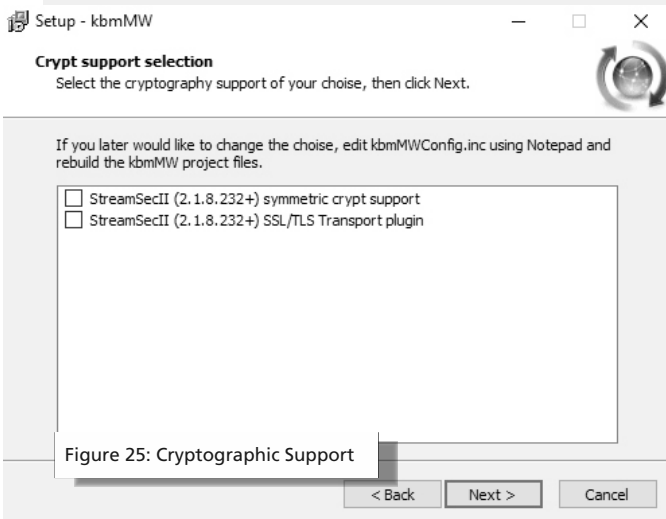 Setup - kbmMW
Crypt support selection
Select the cryptography support of your choise, then click Next.
If you later would like to change the choise, edit kbmMWConfig.inc using Notepad and
rebuild the kbmMW project files.
StreamSecII (2.1.8.232+) symmetric crypt support
StreamSecII (2.1.8.232+) SSL/TLS Transport plugin
Figure 25: Cryptographic Support
< Back
Next >
Cancel